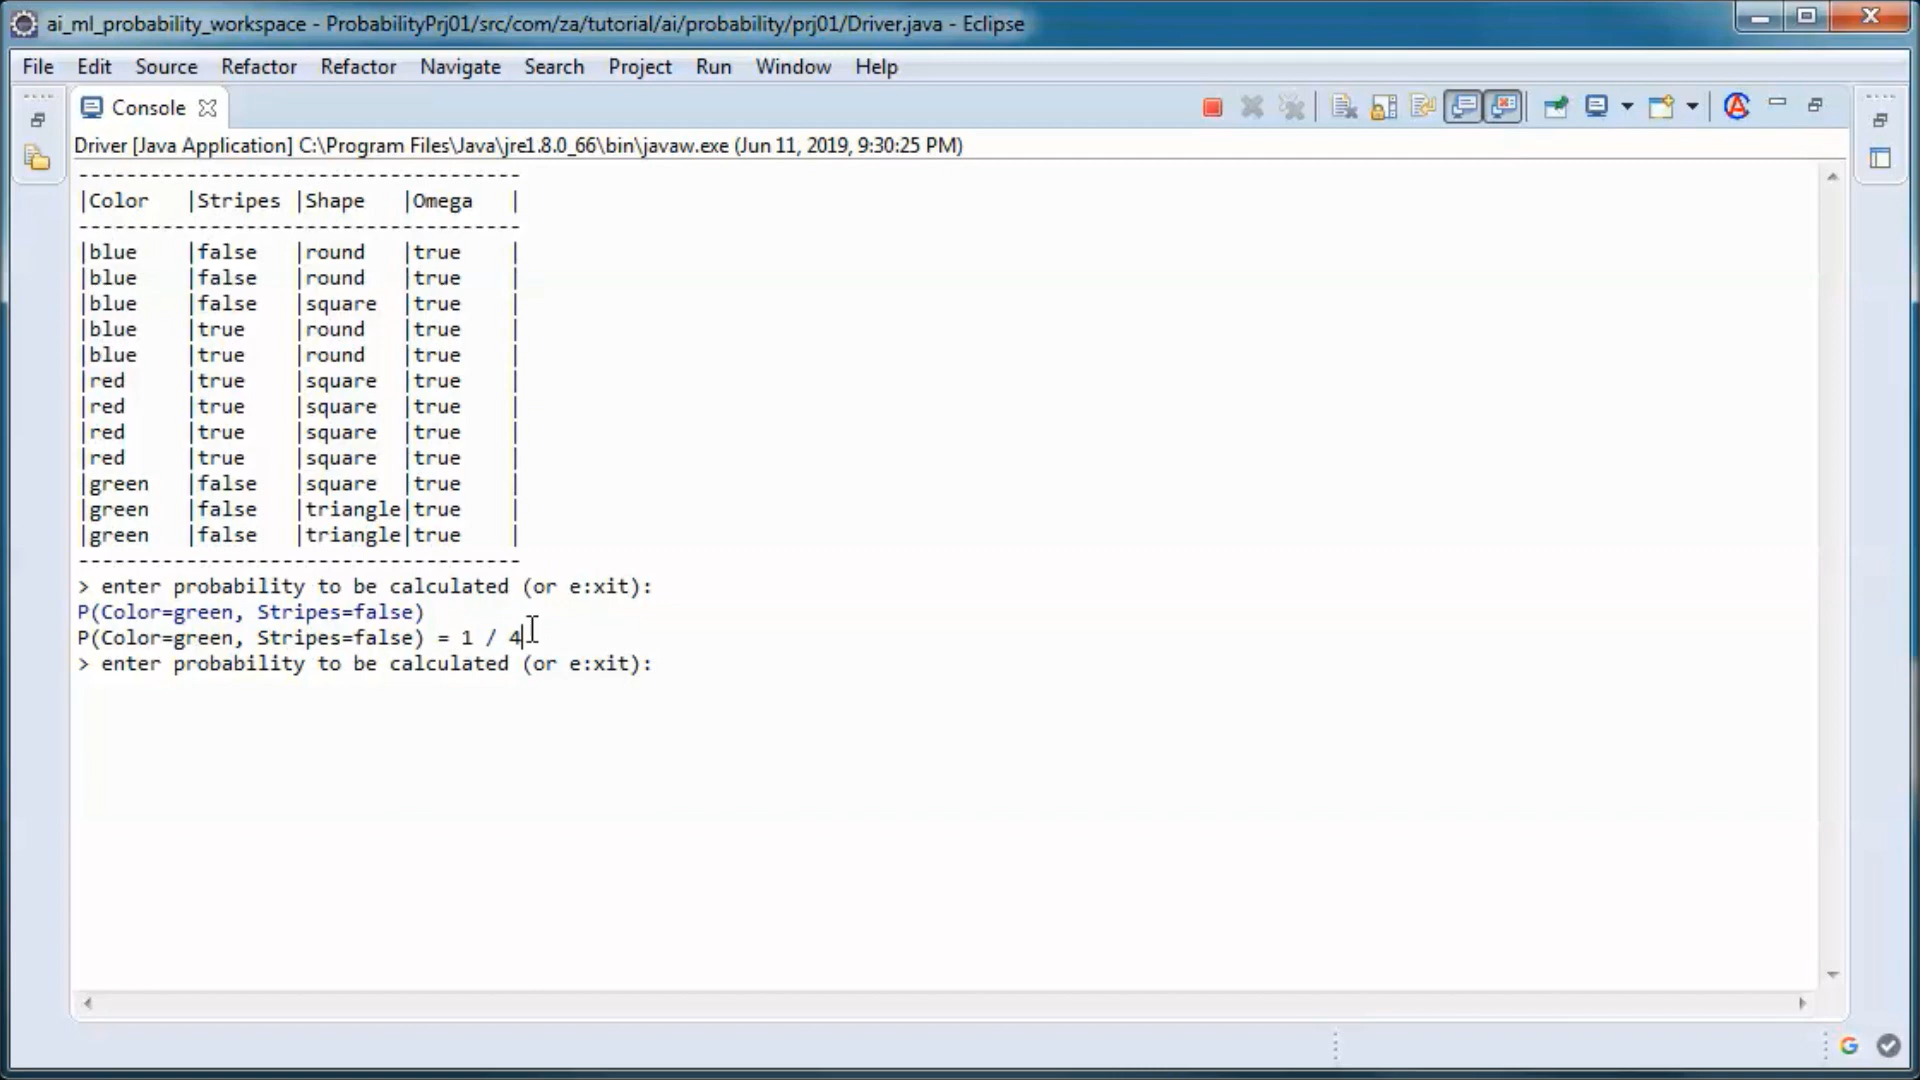 ai_ml_probability_workspace - ProbabilityPrj01/src/com/za/tutorial/ai/probability/prj01/Driver.java - Eclipse
File Edit Source Refactor Refactor Navigate Search Project Run Window Help
Console
Driver [Java Application] C:\Program Files\Java\jre1.8.0_66\bin\javaw.exe (Jun 11, 2019, 9:30:25 PM)
-------------------------------------
|Color   |Stripes |Shape   |Omega   |
-------------------------------------
|blue    |false   |round   |true    |
|blue    |false   |round   |true    |
|blue    |false   |square  |true    |
|blue    |true    |round   |true    |
|blue    |true    |round   |true    |
|red     |true    |square  |true    |
|red     |true    |square  |true    |
|red     |true    |square  |true    |
|red     |true    |square  |true    |
|green   |false   |square  |true    |
|green   |false   |triangle|true    |
|green   |false   |triangle|true    |
-------------------------------------
> enter probability to be calculated (or e:xit):
P(Color=green, Stripes=false)
P(Color=green, Stripes=false) = 1 / 4
> enter probability to be calculated (or e:xit):